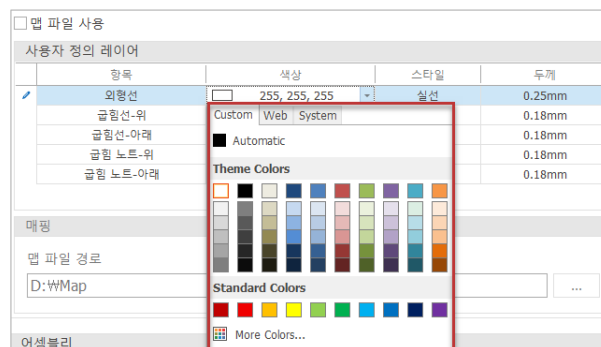 맵 파일 사용
사용자 정의 레이어
항목 색상 스타일 두께
외형선 255, 255, 255 실선 0.25mm
굽힘선-위 0.18mm
굽힘선-아래 0.18mm
굽힘 노트-위 0.18mm
굽힘 노트-아래 0.18mm
Custom Web System
Automatic
Theme Colors
Standard Colors
More Colors...
매핑
맵 파일 경로
D:₩Map ...
어셈블리